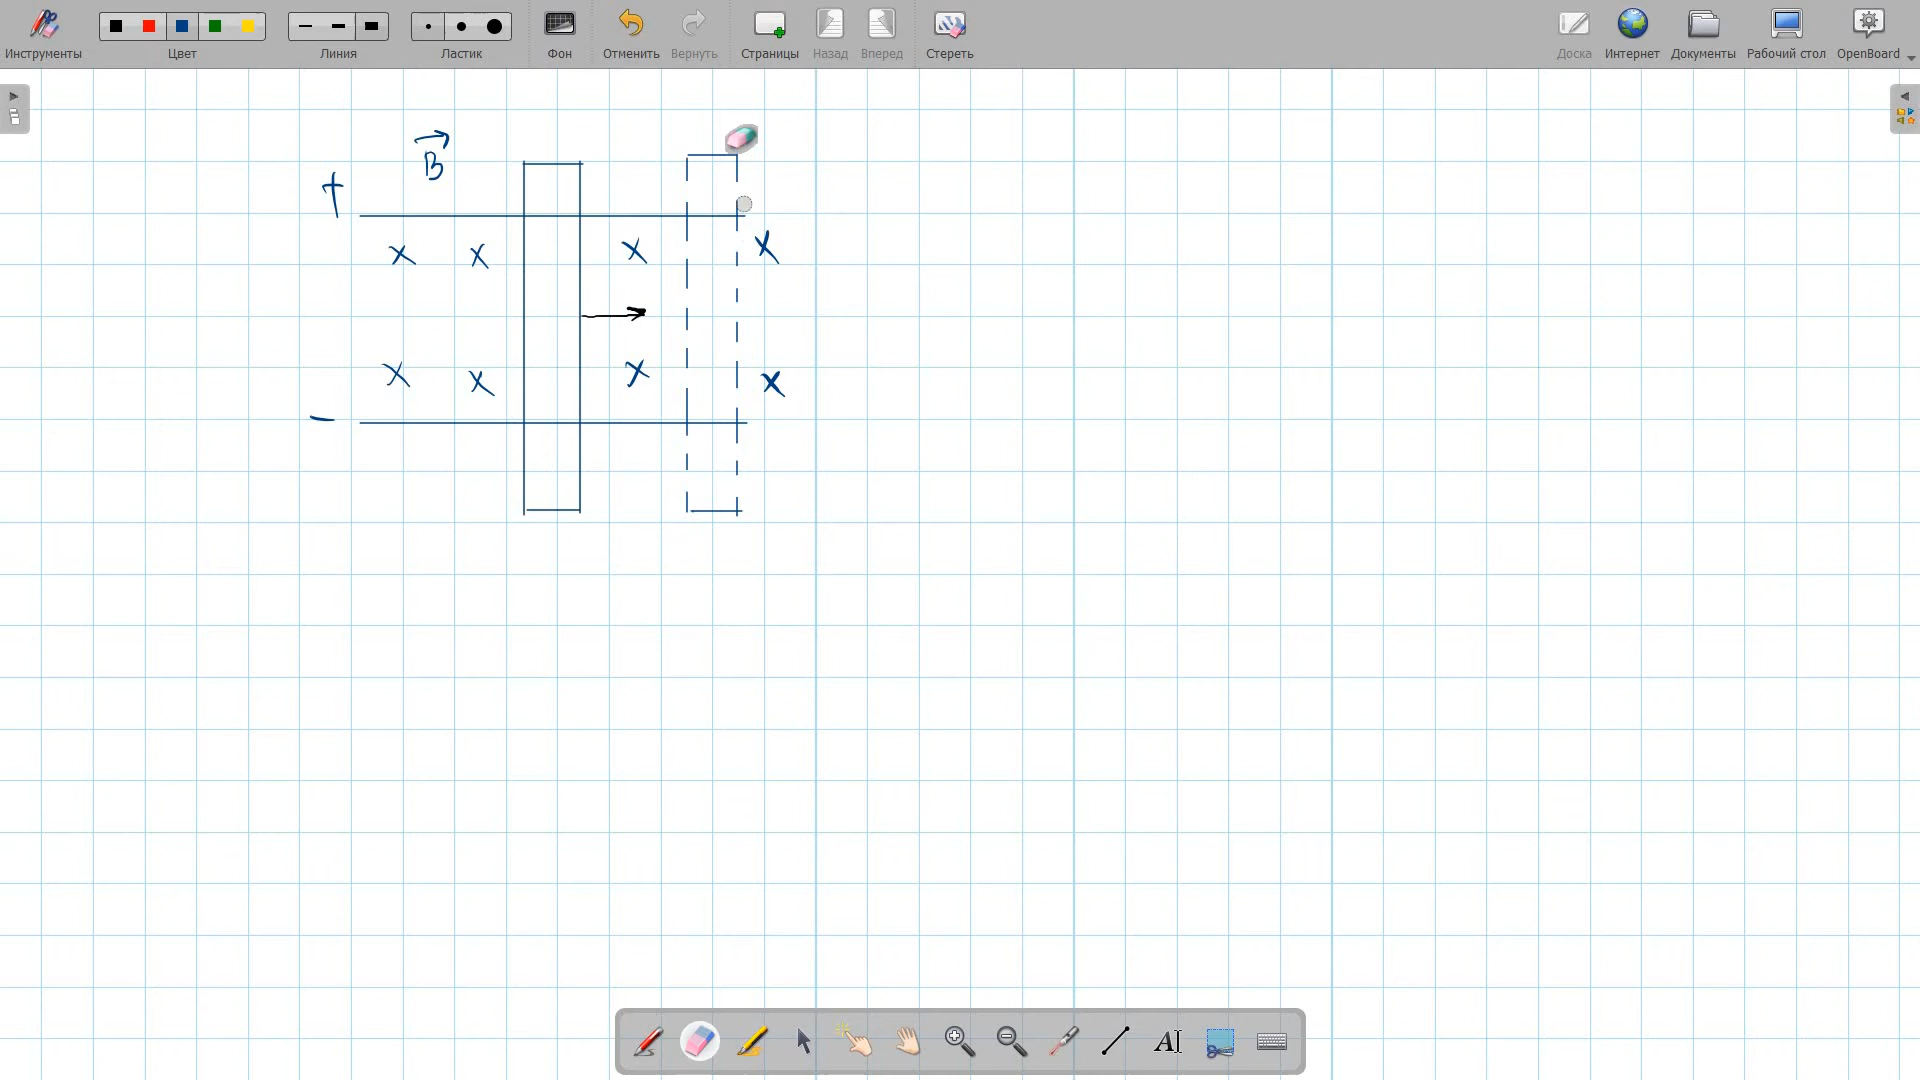 Инструменты Цвет Линия Ластик Фон Отменить Вернуть Страницы Назад Вперед Стереть Доска Интернет Документы Рабочий стол OpenBoard
B
+
x x x x
x x x x
−
A